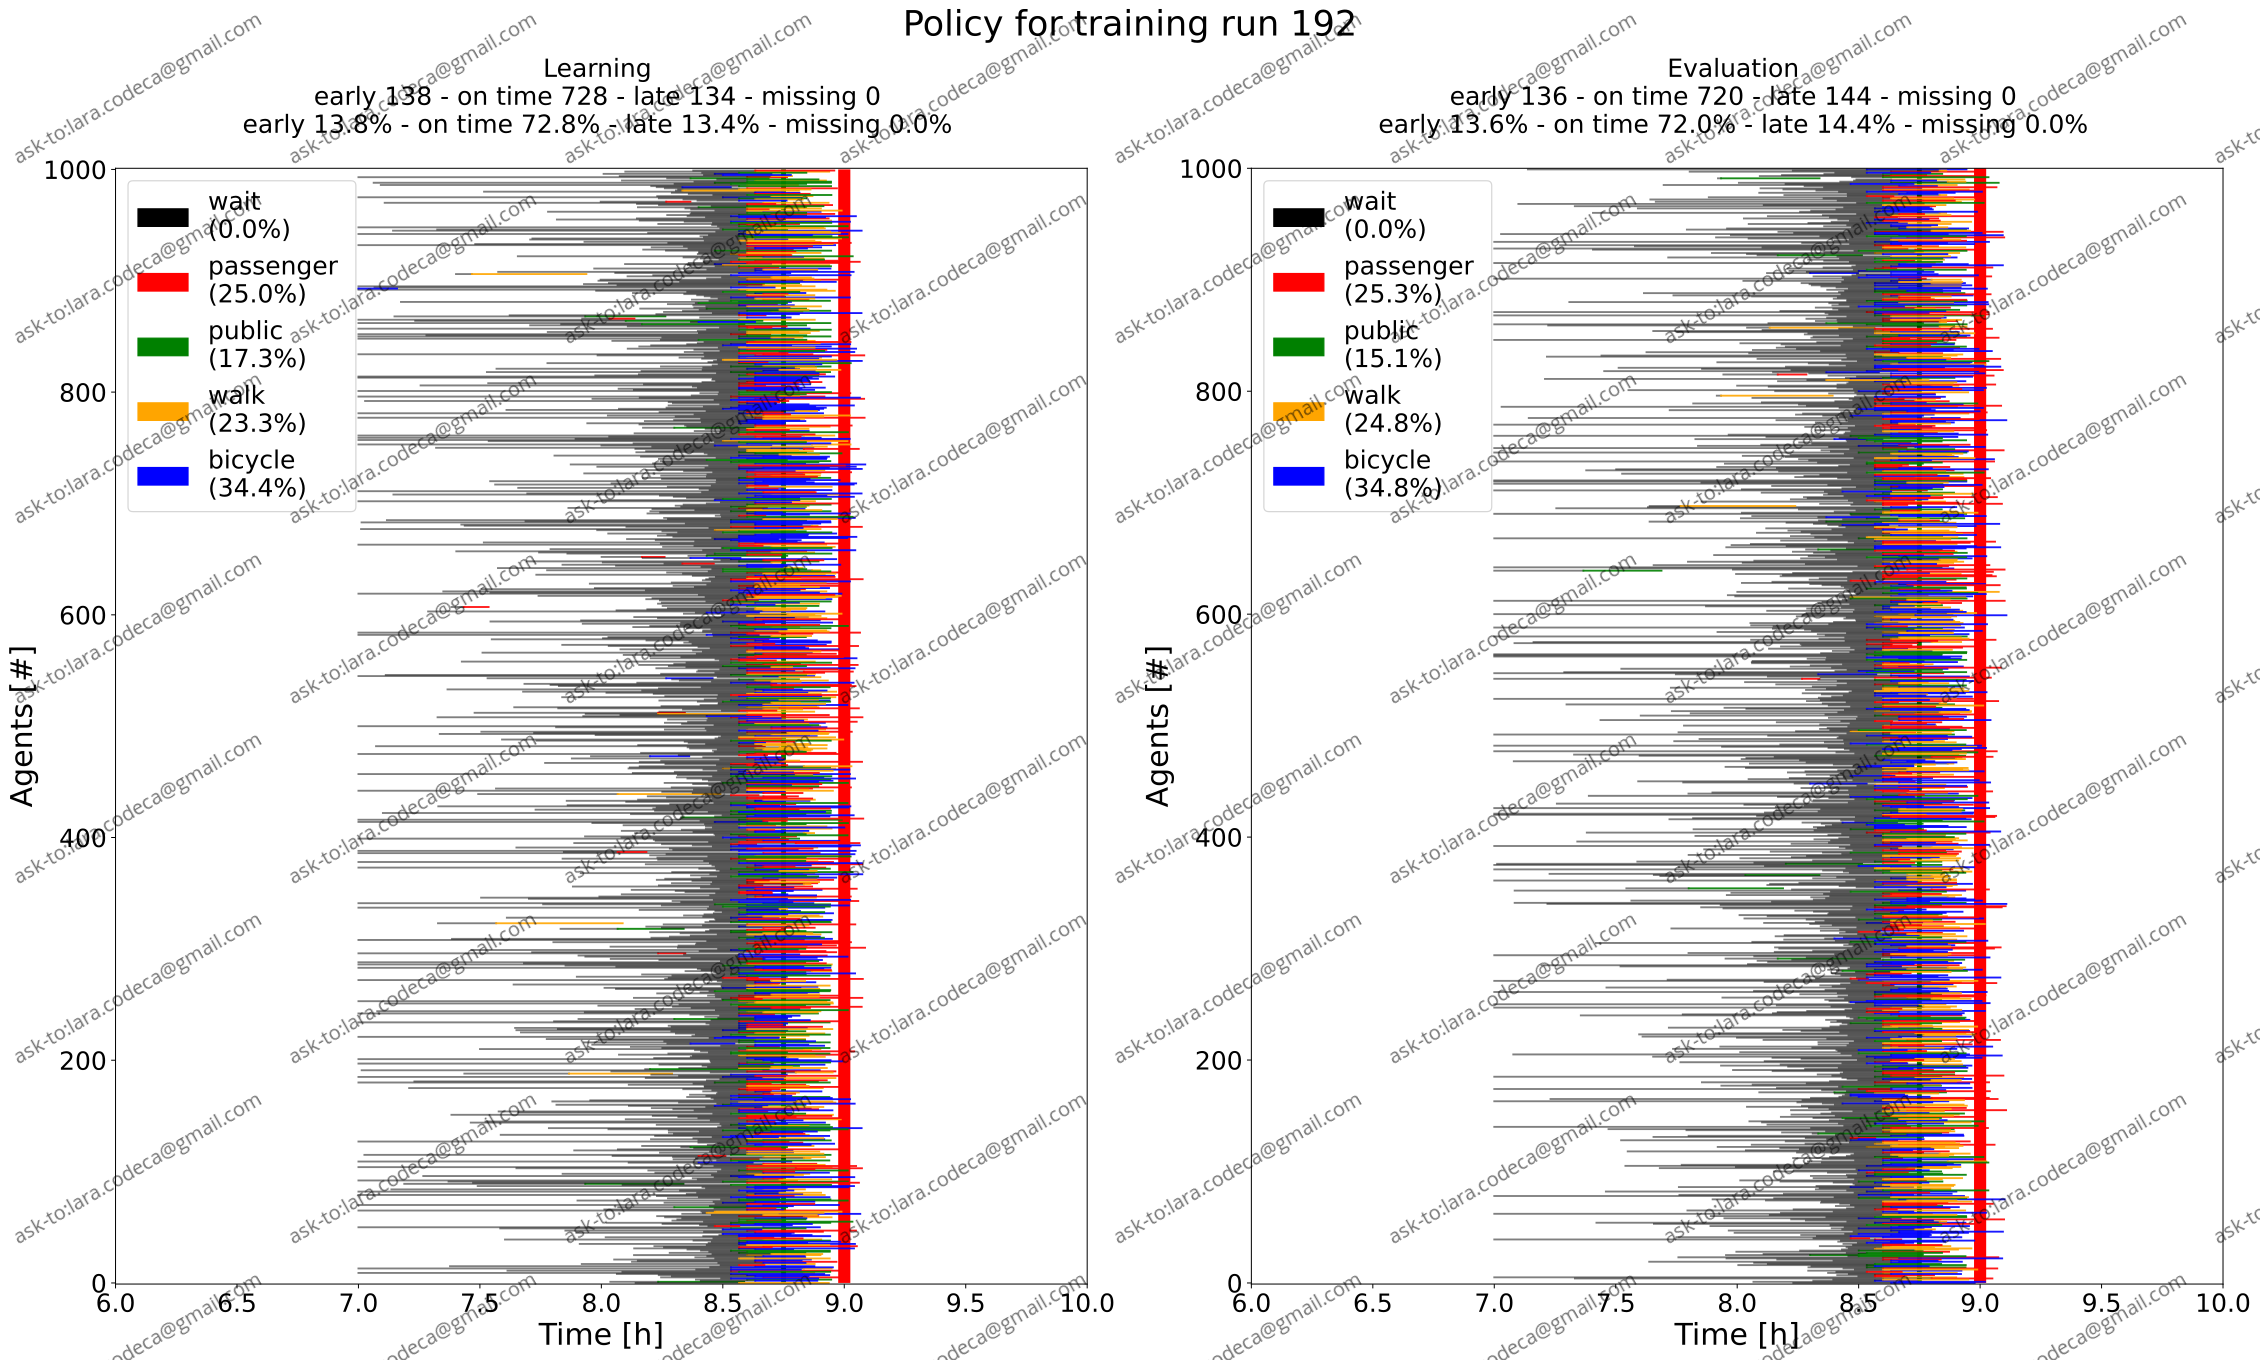 Policy for training run 192
Learning
early 138 - on time 728 - late 134 - missing 0
early 13.8% - on time 72.8% - late 13.4% - missing 0.0%
Evaluation
early 136 - on time 720 - late 144 - missing 0
early 13.6% - on time 72.0% - late 14.4% - missing 0.0%
wait
(0.0%)
passenger
(25.0%)
public
(17.3%)
walk
(23.3%)
bicycle
(34.4%)
wait
(0.0%)
passenger
(25.3%)
public
(15.1%)
walk
(24.8%)
bicycle
(34.8%)
1000
800
600
400
200
0
Agents [#]
6.0 6.5 7.0 7.5 8.0 8.5 9.0 9.5 10.0
Time [h]
1000
800
600
400
200
0
Agents [#]
6.0 6.5 7.0 7.5 8.0 8.5 9.0 9.5 10.0
Time [h]
ask-to:lara.codeca@gmail.com